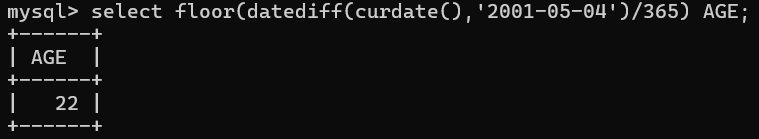 mysql> select floor(datediff(curdate(),'2001-05-04')/365) AGE;
+------+
| AGE  |
+------+
|   22 |
+------+